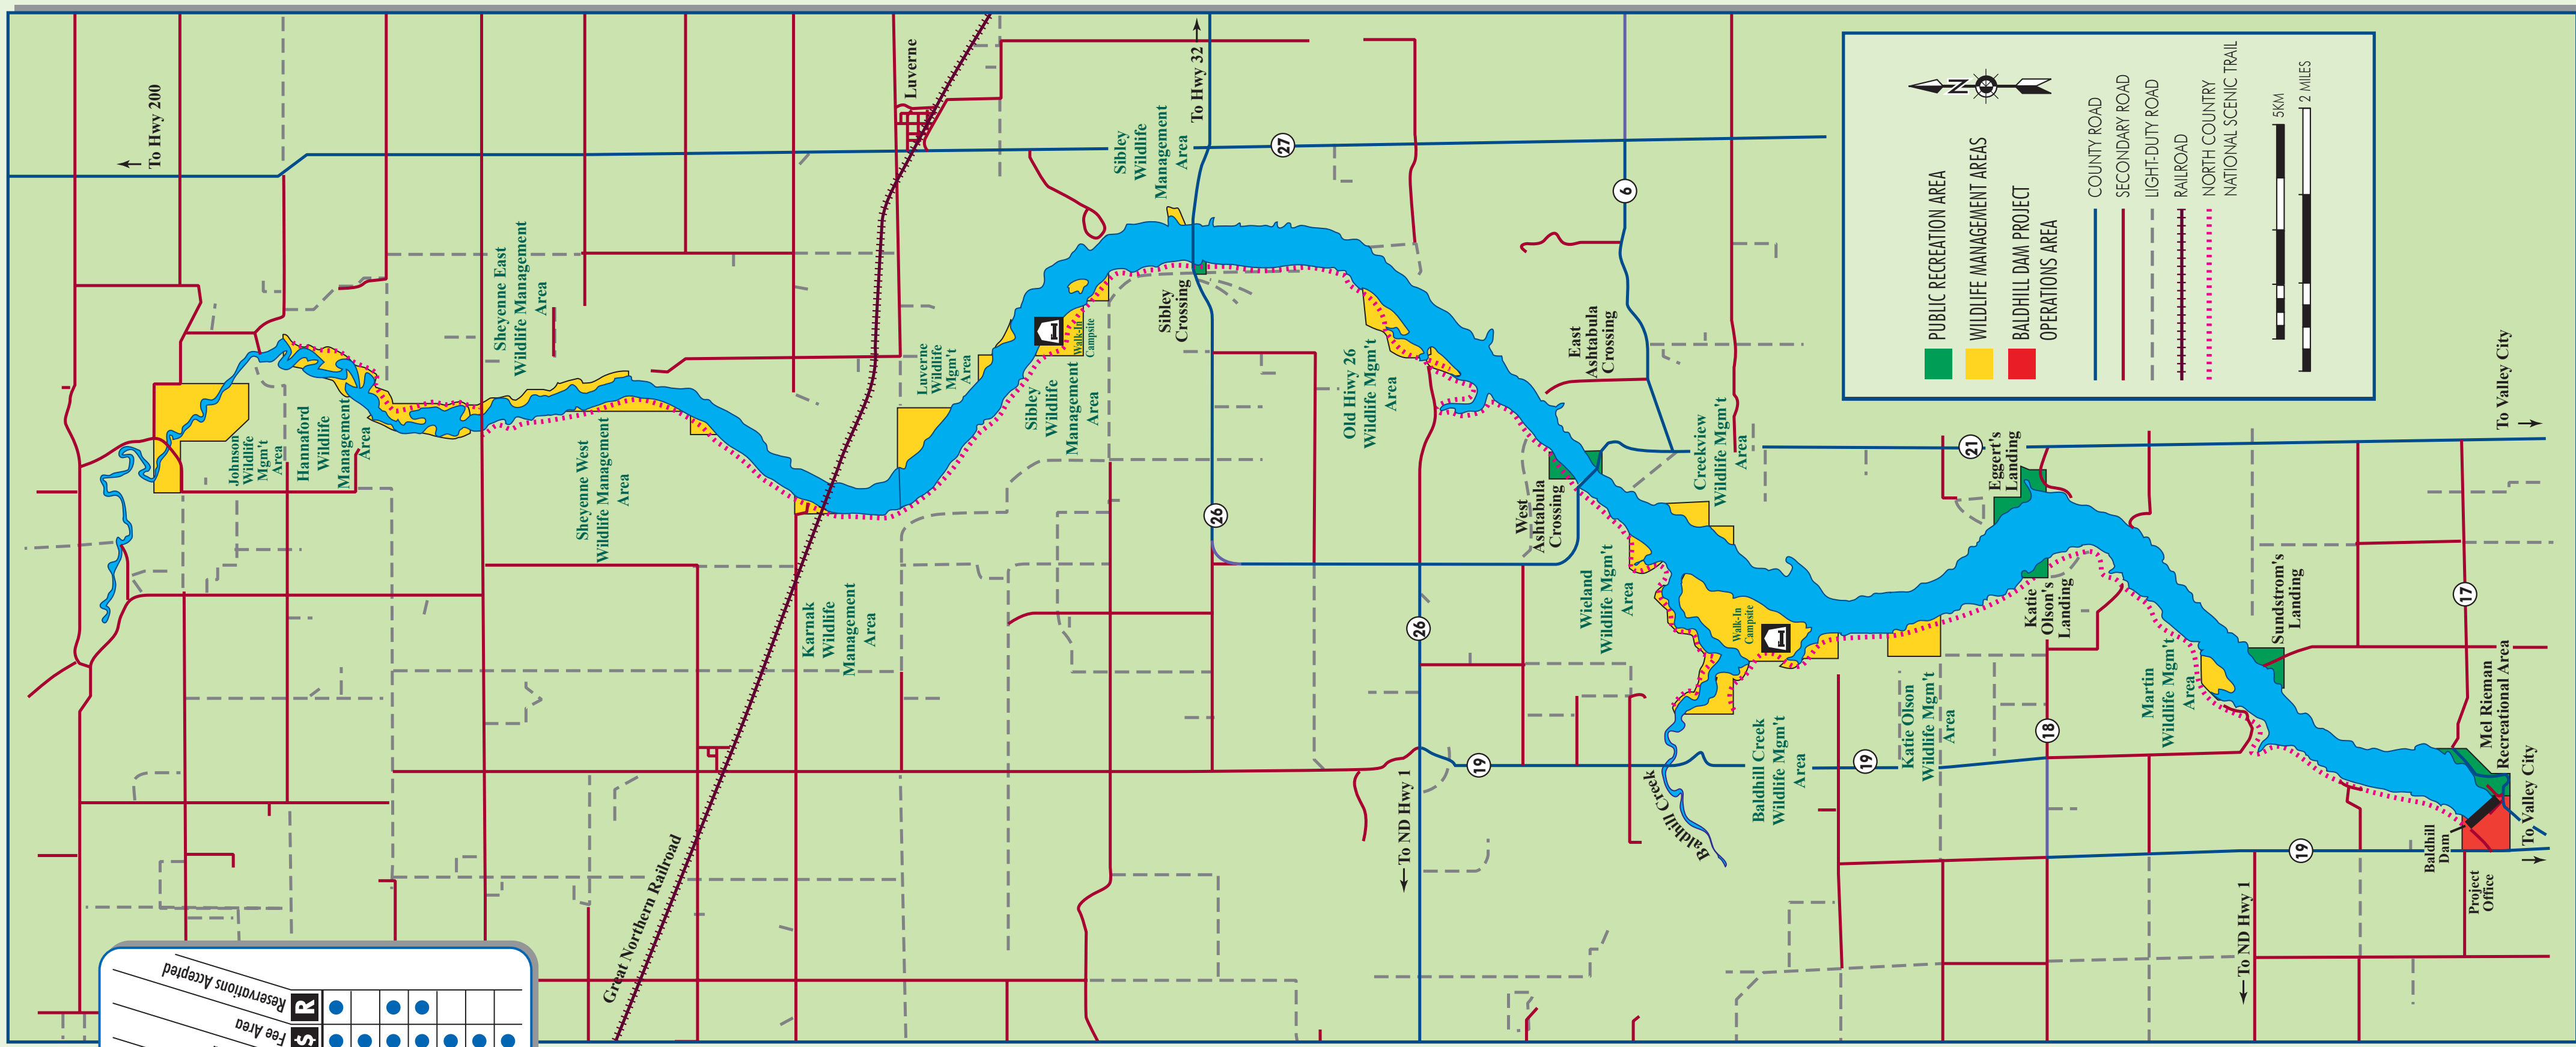 To Hwy 200
Johnson
Wildlife
Mgm't
Area
Hannaford
Wildlife
Management
Area
Sheyenne East
Wildlife Management
Area
Sheyenne West
Wildlife Management
Area
Luverne
Great Northern Railroad
Karnak
Wildlife
Management
Area
Luverne
Wildlife
Mgm't
Area
Sibley
Wildlife
Management
Area
Walk-In
Campsite
Sibley
Wildlife
Management
Area
To Hwy 32
Sibley
Crossing
27
26
Old Hwy 26
Wildlife Mgm't
Area
26
To ND Hwy 1
19
East
Ashtabula
Crossing
6
West
Ashtabula
Crossing
Creekview
Wildlife Mgm't
Area
Wieland
Wildlife Mgm't
Area
Walk-In
Campsite
Baldhill Creek
Baldhill Creek
Wildlife Mgm't
Area
19
Katie Olson
Wildlife Mgm't
Area
21
Eggert's
Landing
Katie
Olson's
Landing
18
Martin
Wildlife Mgm't
Area
Sundstrom's
Landing
17
To ND Hwy 1
19
Mel Rieman
Recreational Area
Baldhill
Dam
Project
Office
To Valley City
To Valley City
N
PUBLIC RECREATION AREA
WILDLIFE MANAGEMENT AREAS
BALDHILL DAM PROJECT
OPERATIONS AREA
COUNTY ROAD
SECONDARY ROAD
LIGHT-DUTY ROAD
RAILROAD
NORTH COUNTRY
NATIONAL SCENIC TRAIL
5KM
2 MILES
Reservations Accepted
Fee Area
R
$